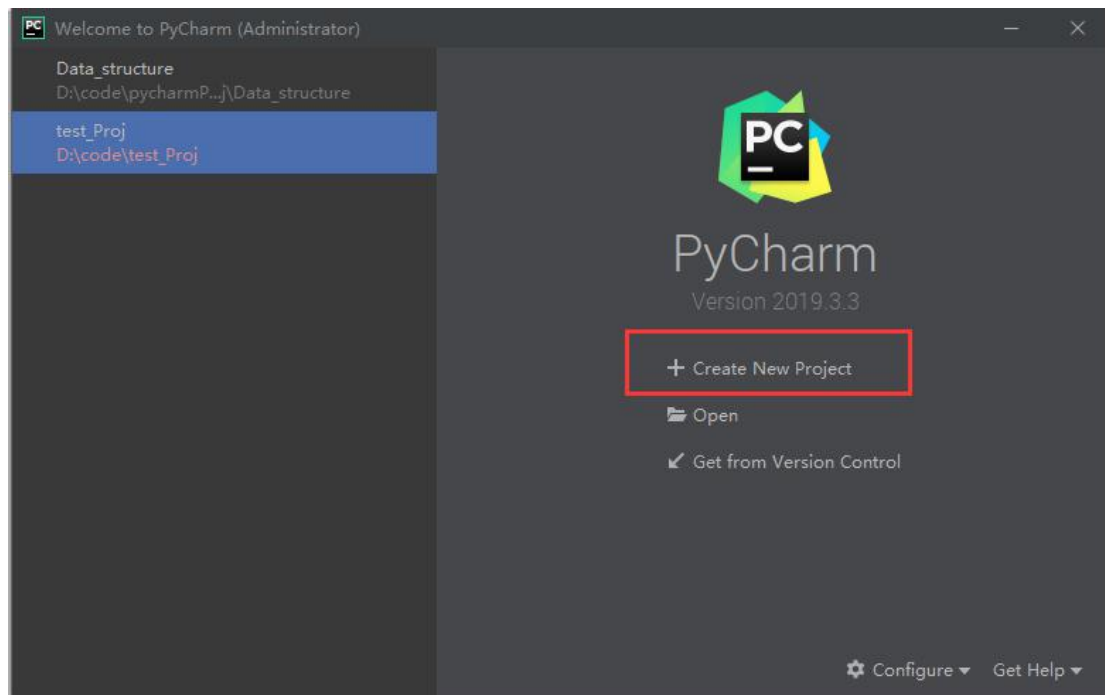 PC Welcome to PyCharm (Administrator)
Data_structure
D:\code\pycharmP...j\Data_structure
test_Proj
D:\code\test_Proj
PC
PyCharm
Version 2019.3.3
Create New Project
Open
Get from Version Control
Configure
Get Help